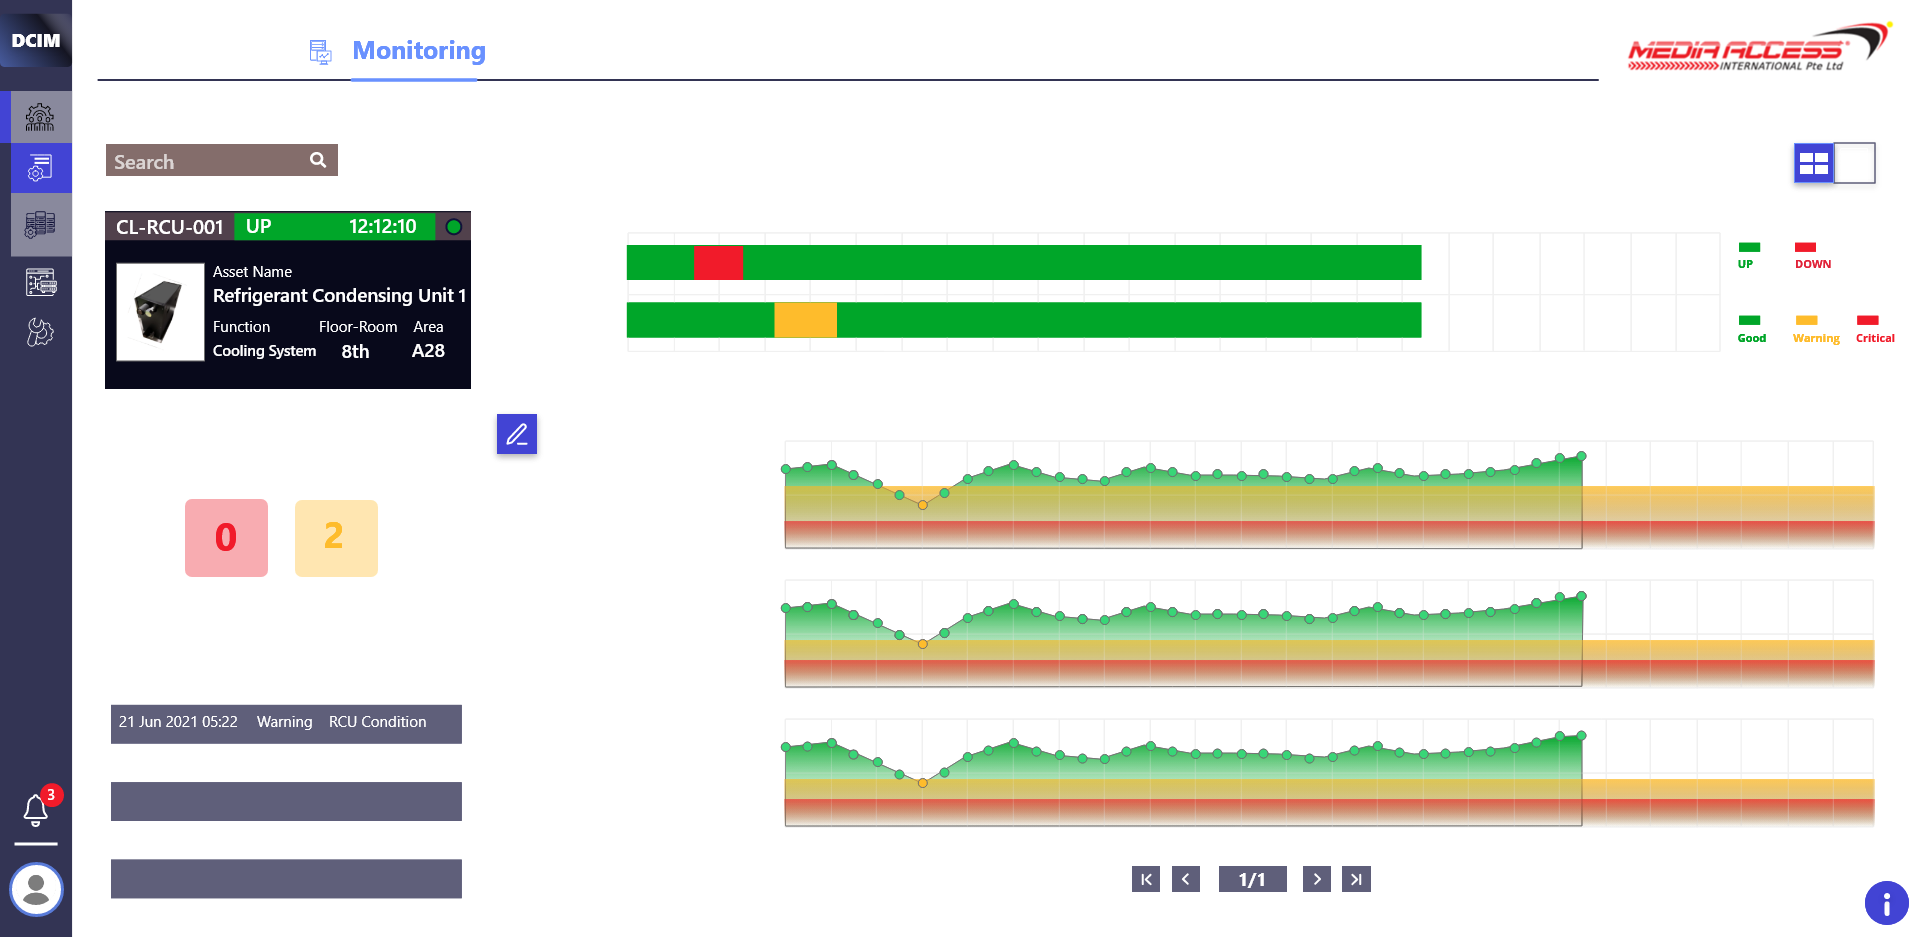 DCIM
Monitoring
MEDIA ACCESS
INTERNATIONAL Pte Ltd
Search
CL-RCU-001 UP 12:12:10
Asset Name
Refrigerant Condensing Unit 1
Function Floor-Room Area
Cooling System 8th A28
UP DOWN
Good Warning Critical
0 2
21 Jun 2021 05:22 Warning RCU Condition
3
1/1